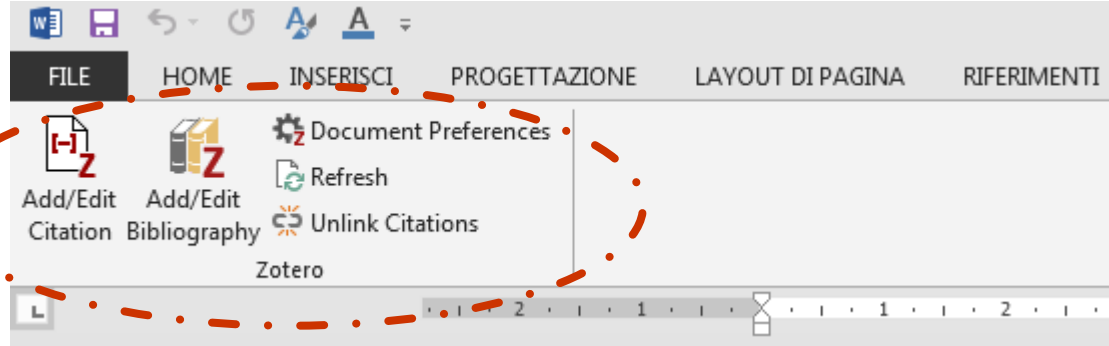 FILE HOME INSERISCI PROGETTAZIONE LAYOUT DI PAGINA RIFERIMENTI
Add/Edit
Citation
Add/Edit
Bibliography
Document Preferences
Refresh
Unlink Citations
Zotero
2 1 1 2